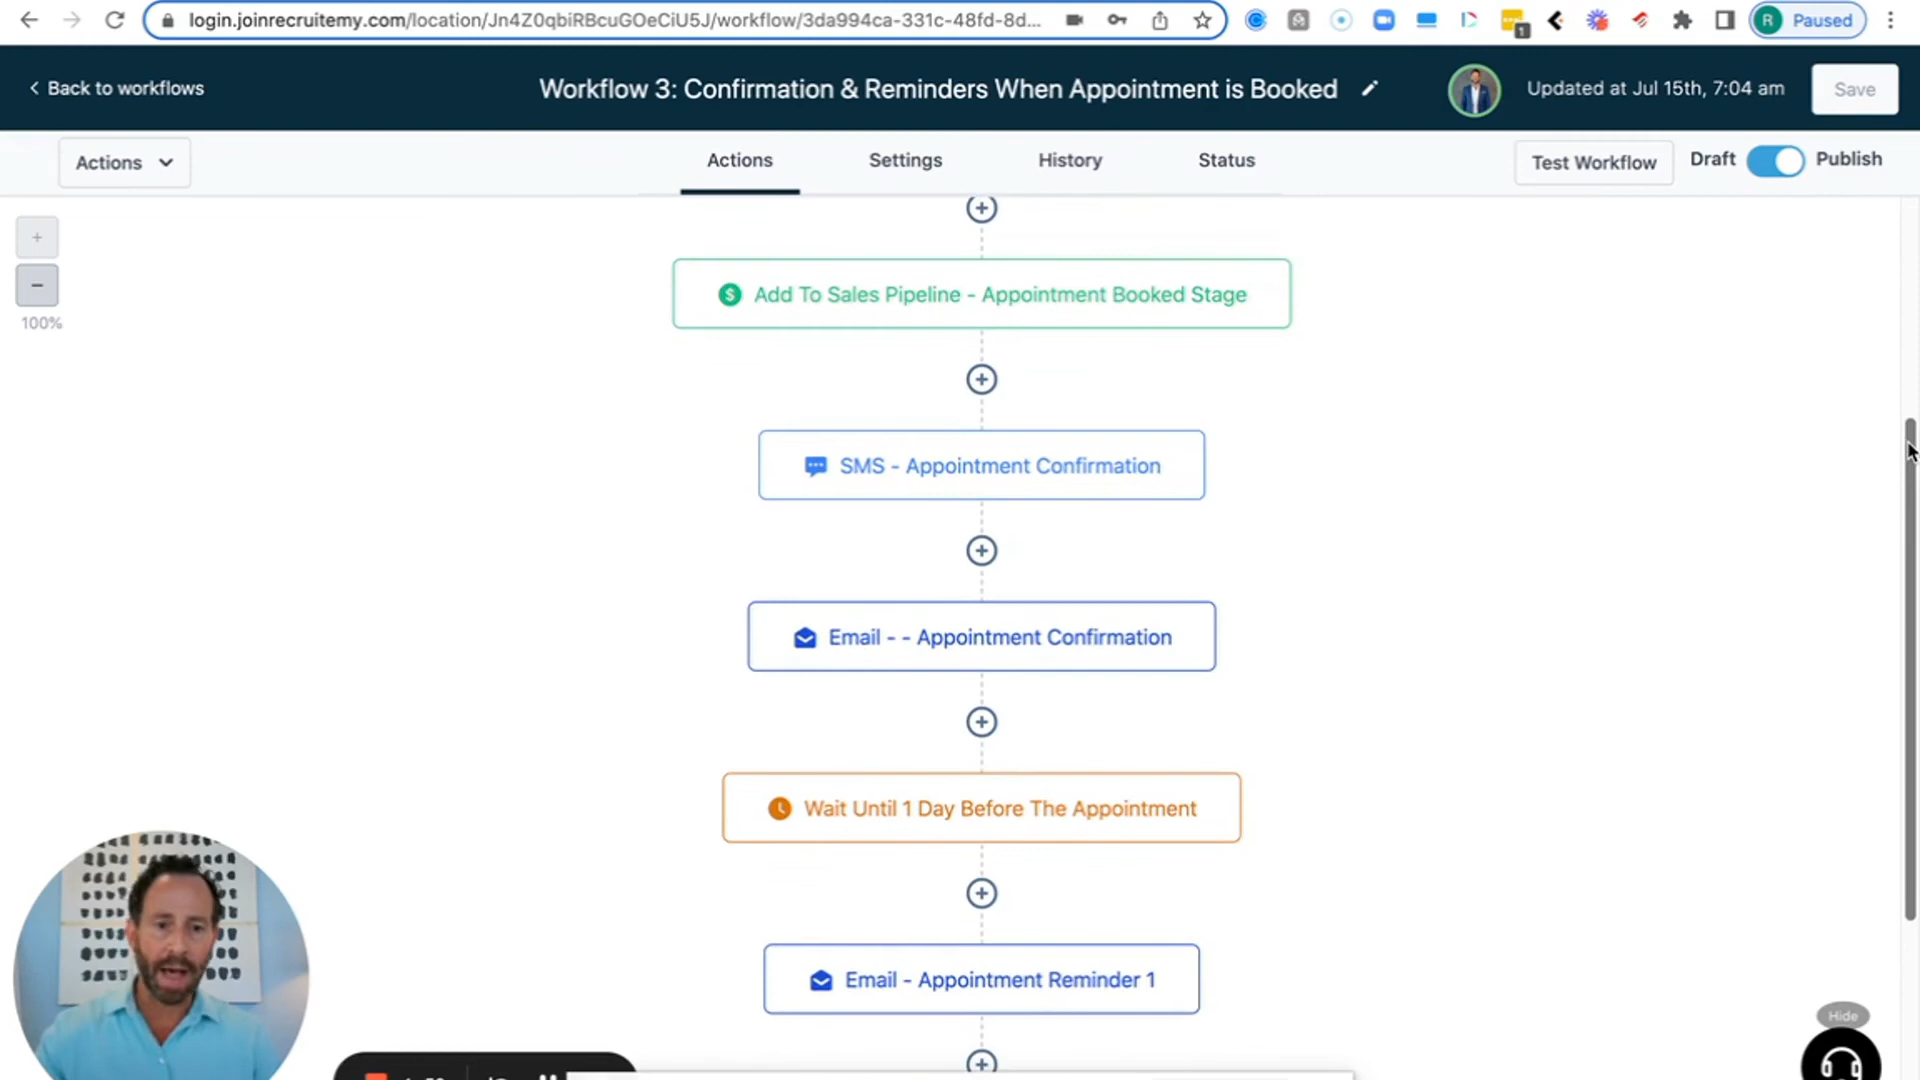 login.joinrecruitemy.com/location/Jn4Z0qbiRBcuGOeCiU5J/workflow/3da994ca-331c-48fd-8d...
1
R
Paused
Back to workflows
Workflow 3: Confirmation & Reminders When Appointment is Booked
Updated at Jul 15th, 7:04 am
Save
Actions
Actions
Settings
History
Status
Test Workflow
Draft
Publish
100%
Add To Sales Pipeline - Appointment Booked Stage
SMS - Appointment Confirmation
Email - - Appointment Confirmation
Wait Until 1 Day Before The Appointment
Email - Appointment Reminder 1
Hide